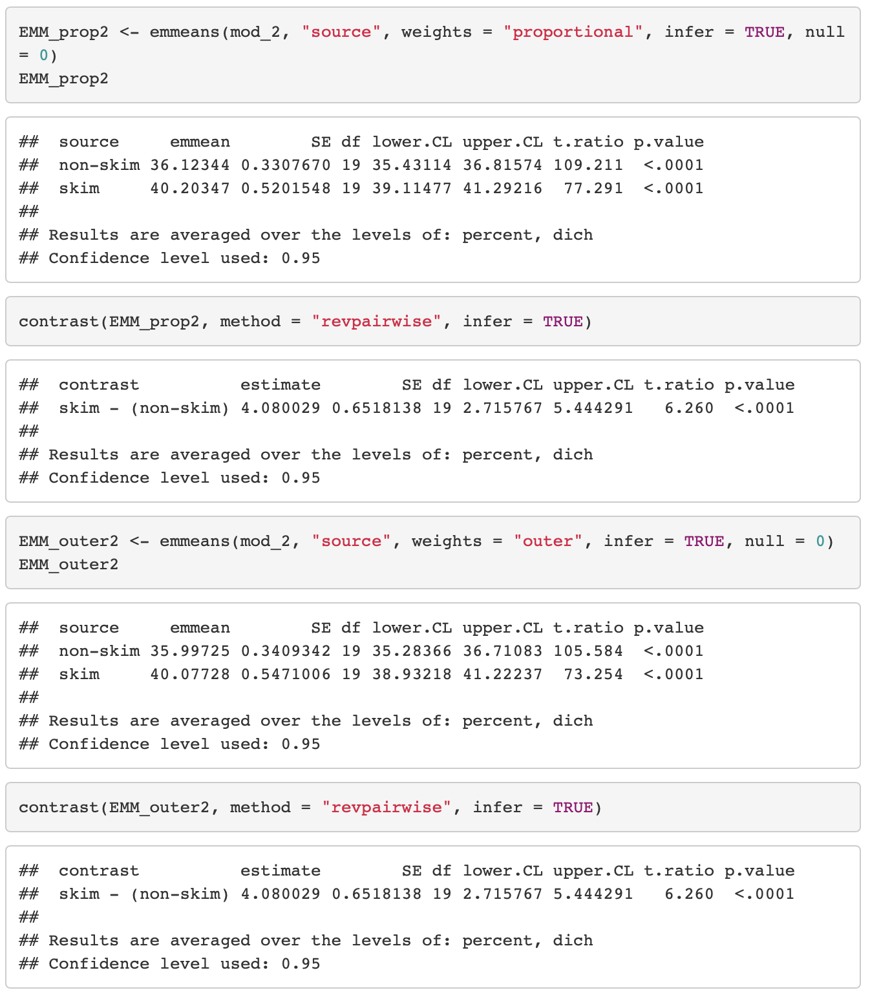 EMM_prop2 <- emmeans(mod_2, "source", weights = "proportional", infer = TRUE, null
= 0)
EMM_prop2
##  source     emmean        SE df lower.CL upper.CL t.ratio p.value
##  non-skim 36.12344 0.3307670 19 35.43114 36.81574 109.211  <.0001
##  skim     40.20347 0.5201548 19 39.11477 41.29216  77.291  <.0001
##
## Results are averaged over the levels of: percent, dich
## Confidence level used: 0.95
contrast(EMM_prop2, method = "revpairwise", infer = TRUE)
##  contrast          estimate        SE df lower.CL upper.CL t.ratio p.value
##  skim - (non-skim) 4.080029 0.6518138 19 2.715767 5.444291   6.260  <.0001
##
## Results are averaged over the levels of: percent, dich
## Confidence level used: 0.95
EMM_outer2 <- emmeans(mod_2, "source", weights = "outer", infer = TRUE, null = 0)
EMM_outer2
##  source     emmean        SE df lower.CL upper.CL t.ratio p.value
##  non-skim 35.99725 0.3409342 19 35.28366 36.71083 105.584  <.0001
##  skim     40.07728 0.5471006 19 38.93218 41.22237  73.254  <.0001
##
## Results are averaged over the levels of: percent, dich
## Confidence level used: 0.95
contrast(EMM_outer2, method = "revpairwise", infer = TRUE)
##  contrast          estimate        SE df lower.CL upper.CL t.ratio p.value
##  skim - (non-skim) 4.080029 0.6518138 19 2.715767 5.444291   6.260  <.0001
##
## Results are averaged over the levels of: percent, dich
## Confidence level used: 0.95